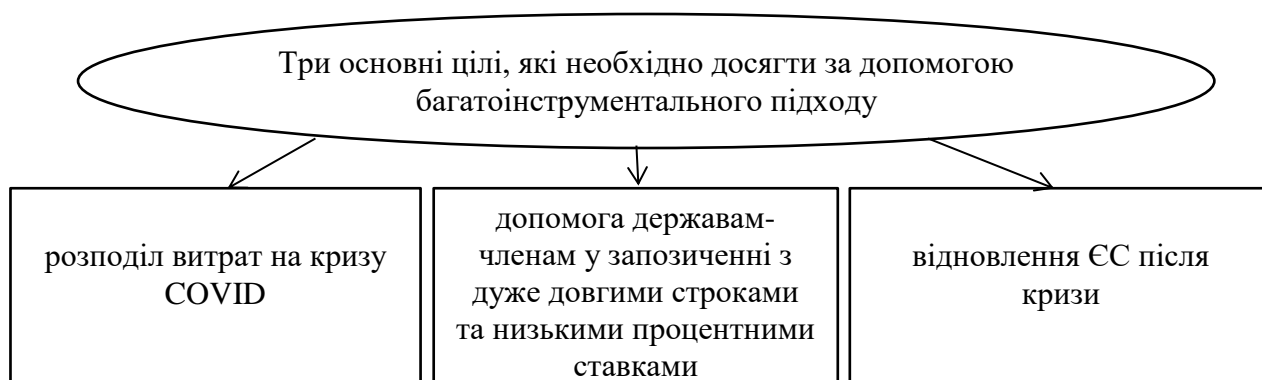 Три основні цілі, які необхідно досягти за допомогою
багатоінструментального підходу
розподіл витрат на кризу
COVID
допомога державам-
членам у запозиченні з
дуже довгими строками
та низькими процентними
ставками
відновлення ЄС після
кризи